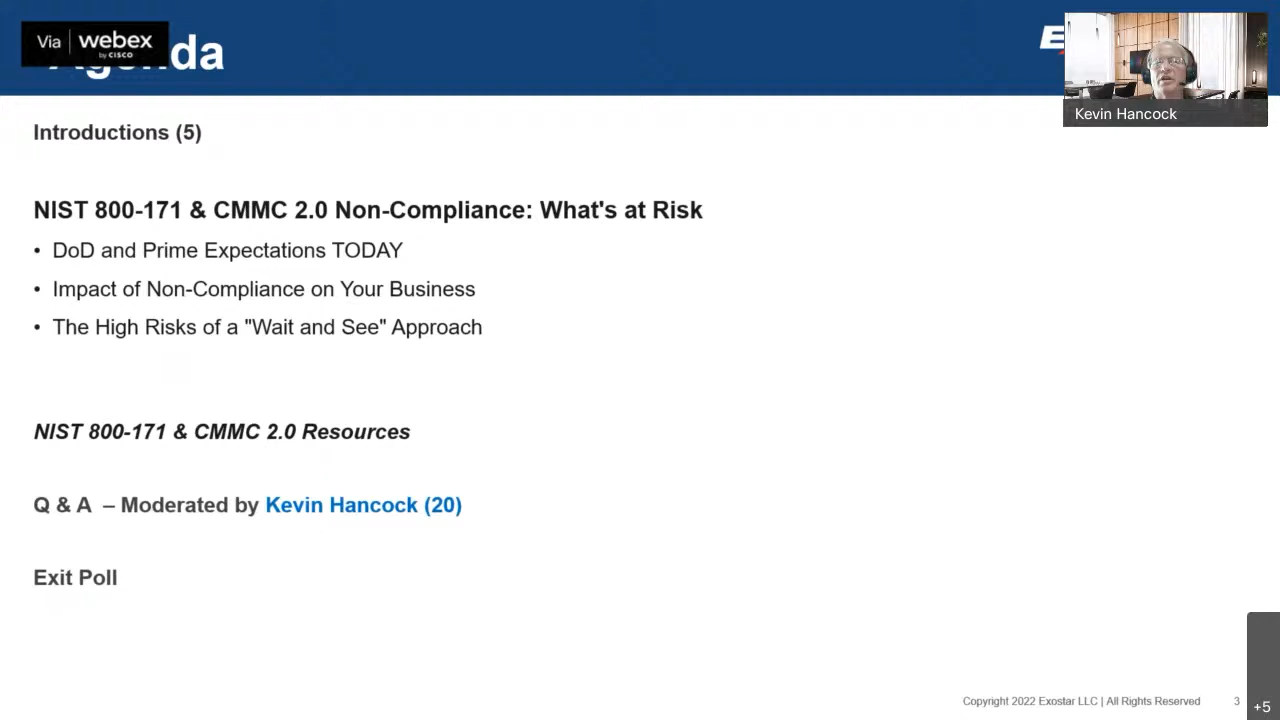 Via webex
by CISCO
Agenda
Kevin Hancock
Introductions (5)
NIST 800-171 & CMMC 2.0 Non-Compliance: What's at Risk
• DoD and Prime Expectations TODAY
• Impact of Non-Compliance on Your Business
• The High Risks of a "Wait and See" Approach
NIST 800-171 & CMMC 2.0 Resources
Q & A – Moderated by Kevin Hancock (20)
Exit Poll
Copyright 2022 Exostar LLC | All Rights Reserved 3
+5